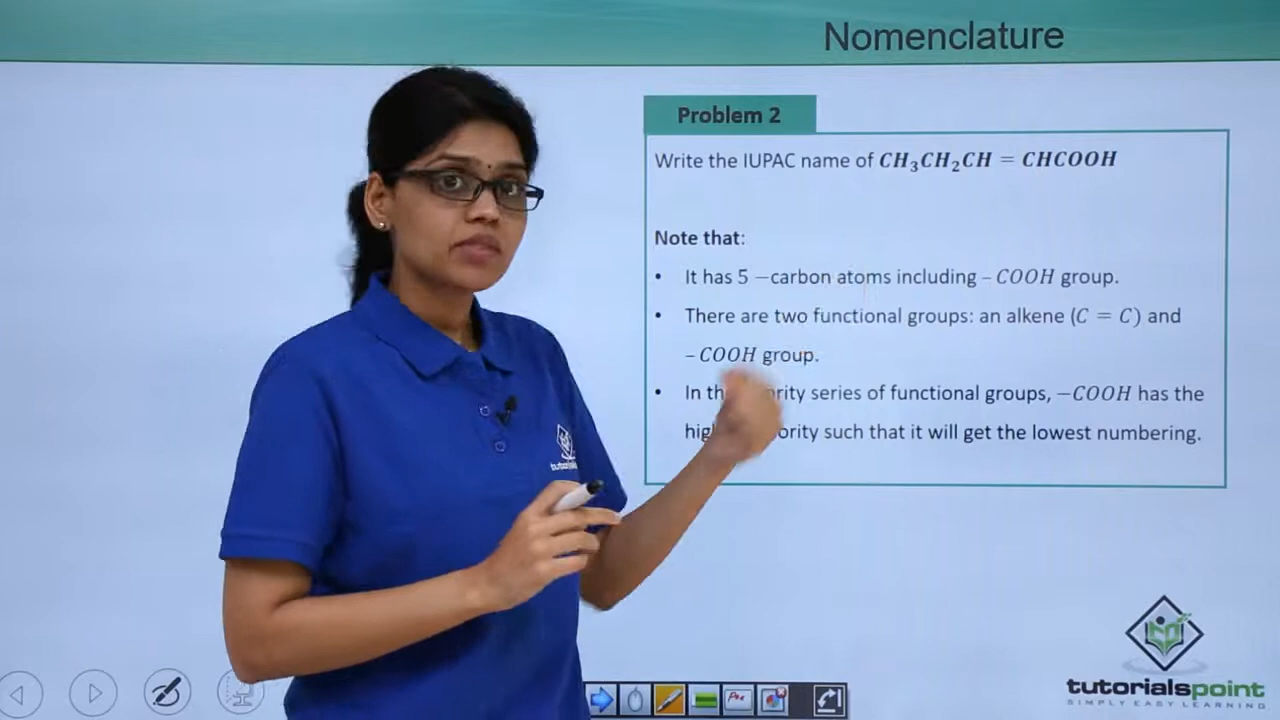 Nomenclature
Problem 2
Write the IUPAC name of CH₃CH₂CH = CHCOOH
Note that:
• It has 5 –carbon atoms including – COOH group.
• There are two functional groups: an alkene (C = C) and
– COOH group.
• In th rity series of functional groups, –COOH has the
hig ority such that it will get the lowest numbering.
tutorialspoint
SIMPLY EASY LEARNING